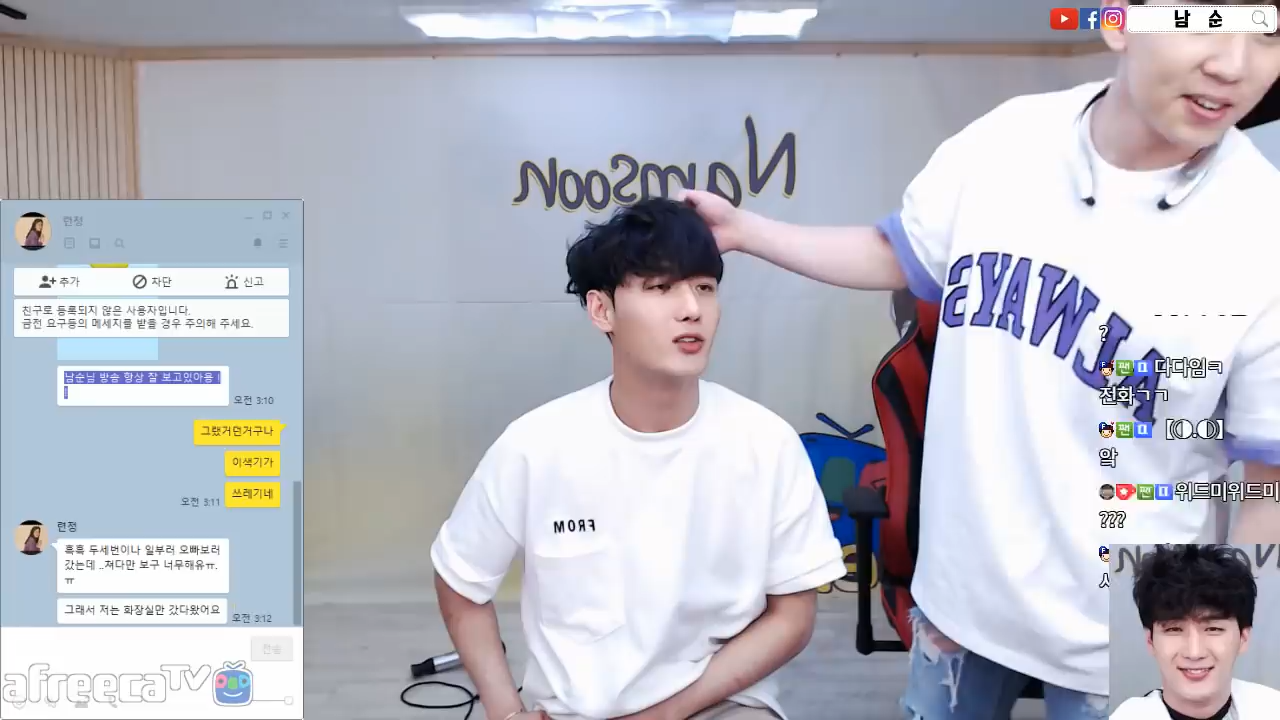 남 순
Namsoon
련정
추가
차단
신고
친구로 등록되지 않은 사용자입니다.
금전 요구등의 메세지를 받을 경우 주의해 주세요.
남순님 방송 항상 잘 보고있마용 ㅣ
ㅣ
오전 3:10
그랬거던거구나
이색기가
쓰레기네
오전 3:11
련정
흑흑 두세번이나 일부러 오빠보러
갔는데 ..쳐다만 보구 너무해유ㅠ.
ㅠ
그래서 저는 화장실만 갔다왔어요
오전 3:12
전송
afreecaTV
FROM
ALWAYS
?
팬 다다임ㅋ
전화ㄱㄱ
팬 【◑.◐】
악
팬 위드미위드미
???